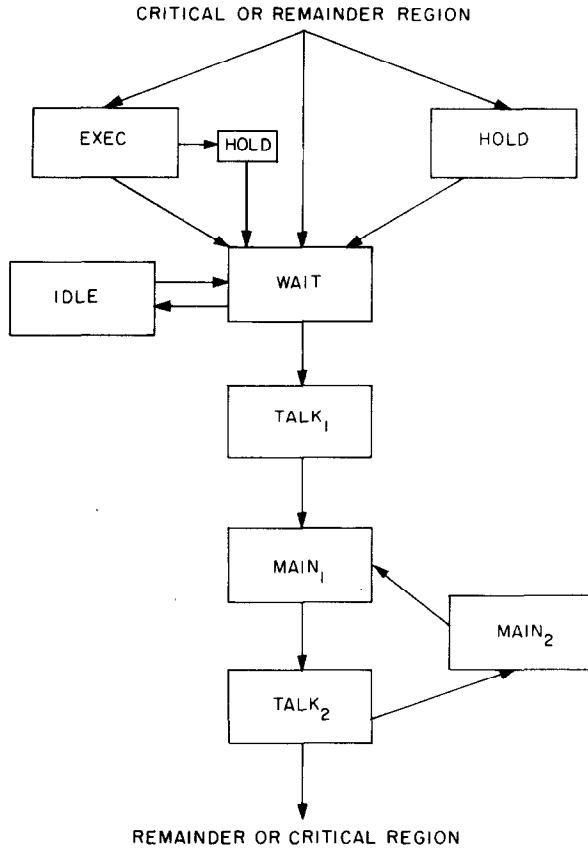 CRITICAL OR REMAINDER REGION
EXEC
HOLD
HOLD
IDLE
WAIT
TALK₁
MAIN₁
MAIN₂
TALK₂
REMAINDER OR CRITICAL REGION